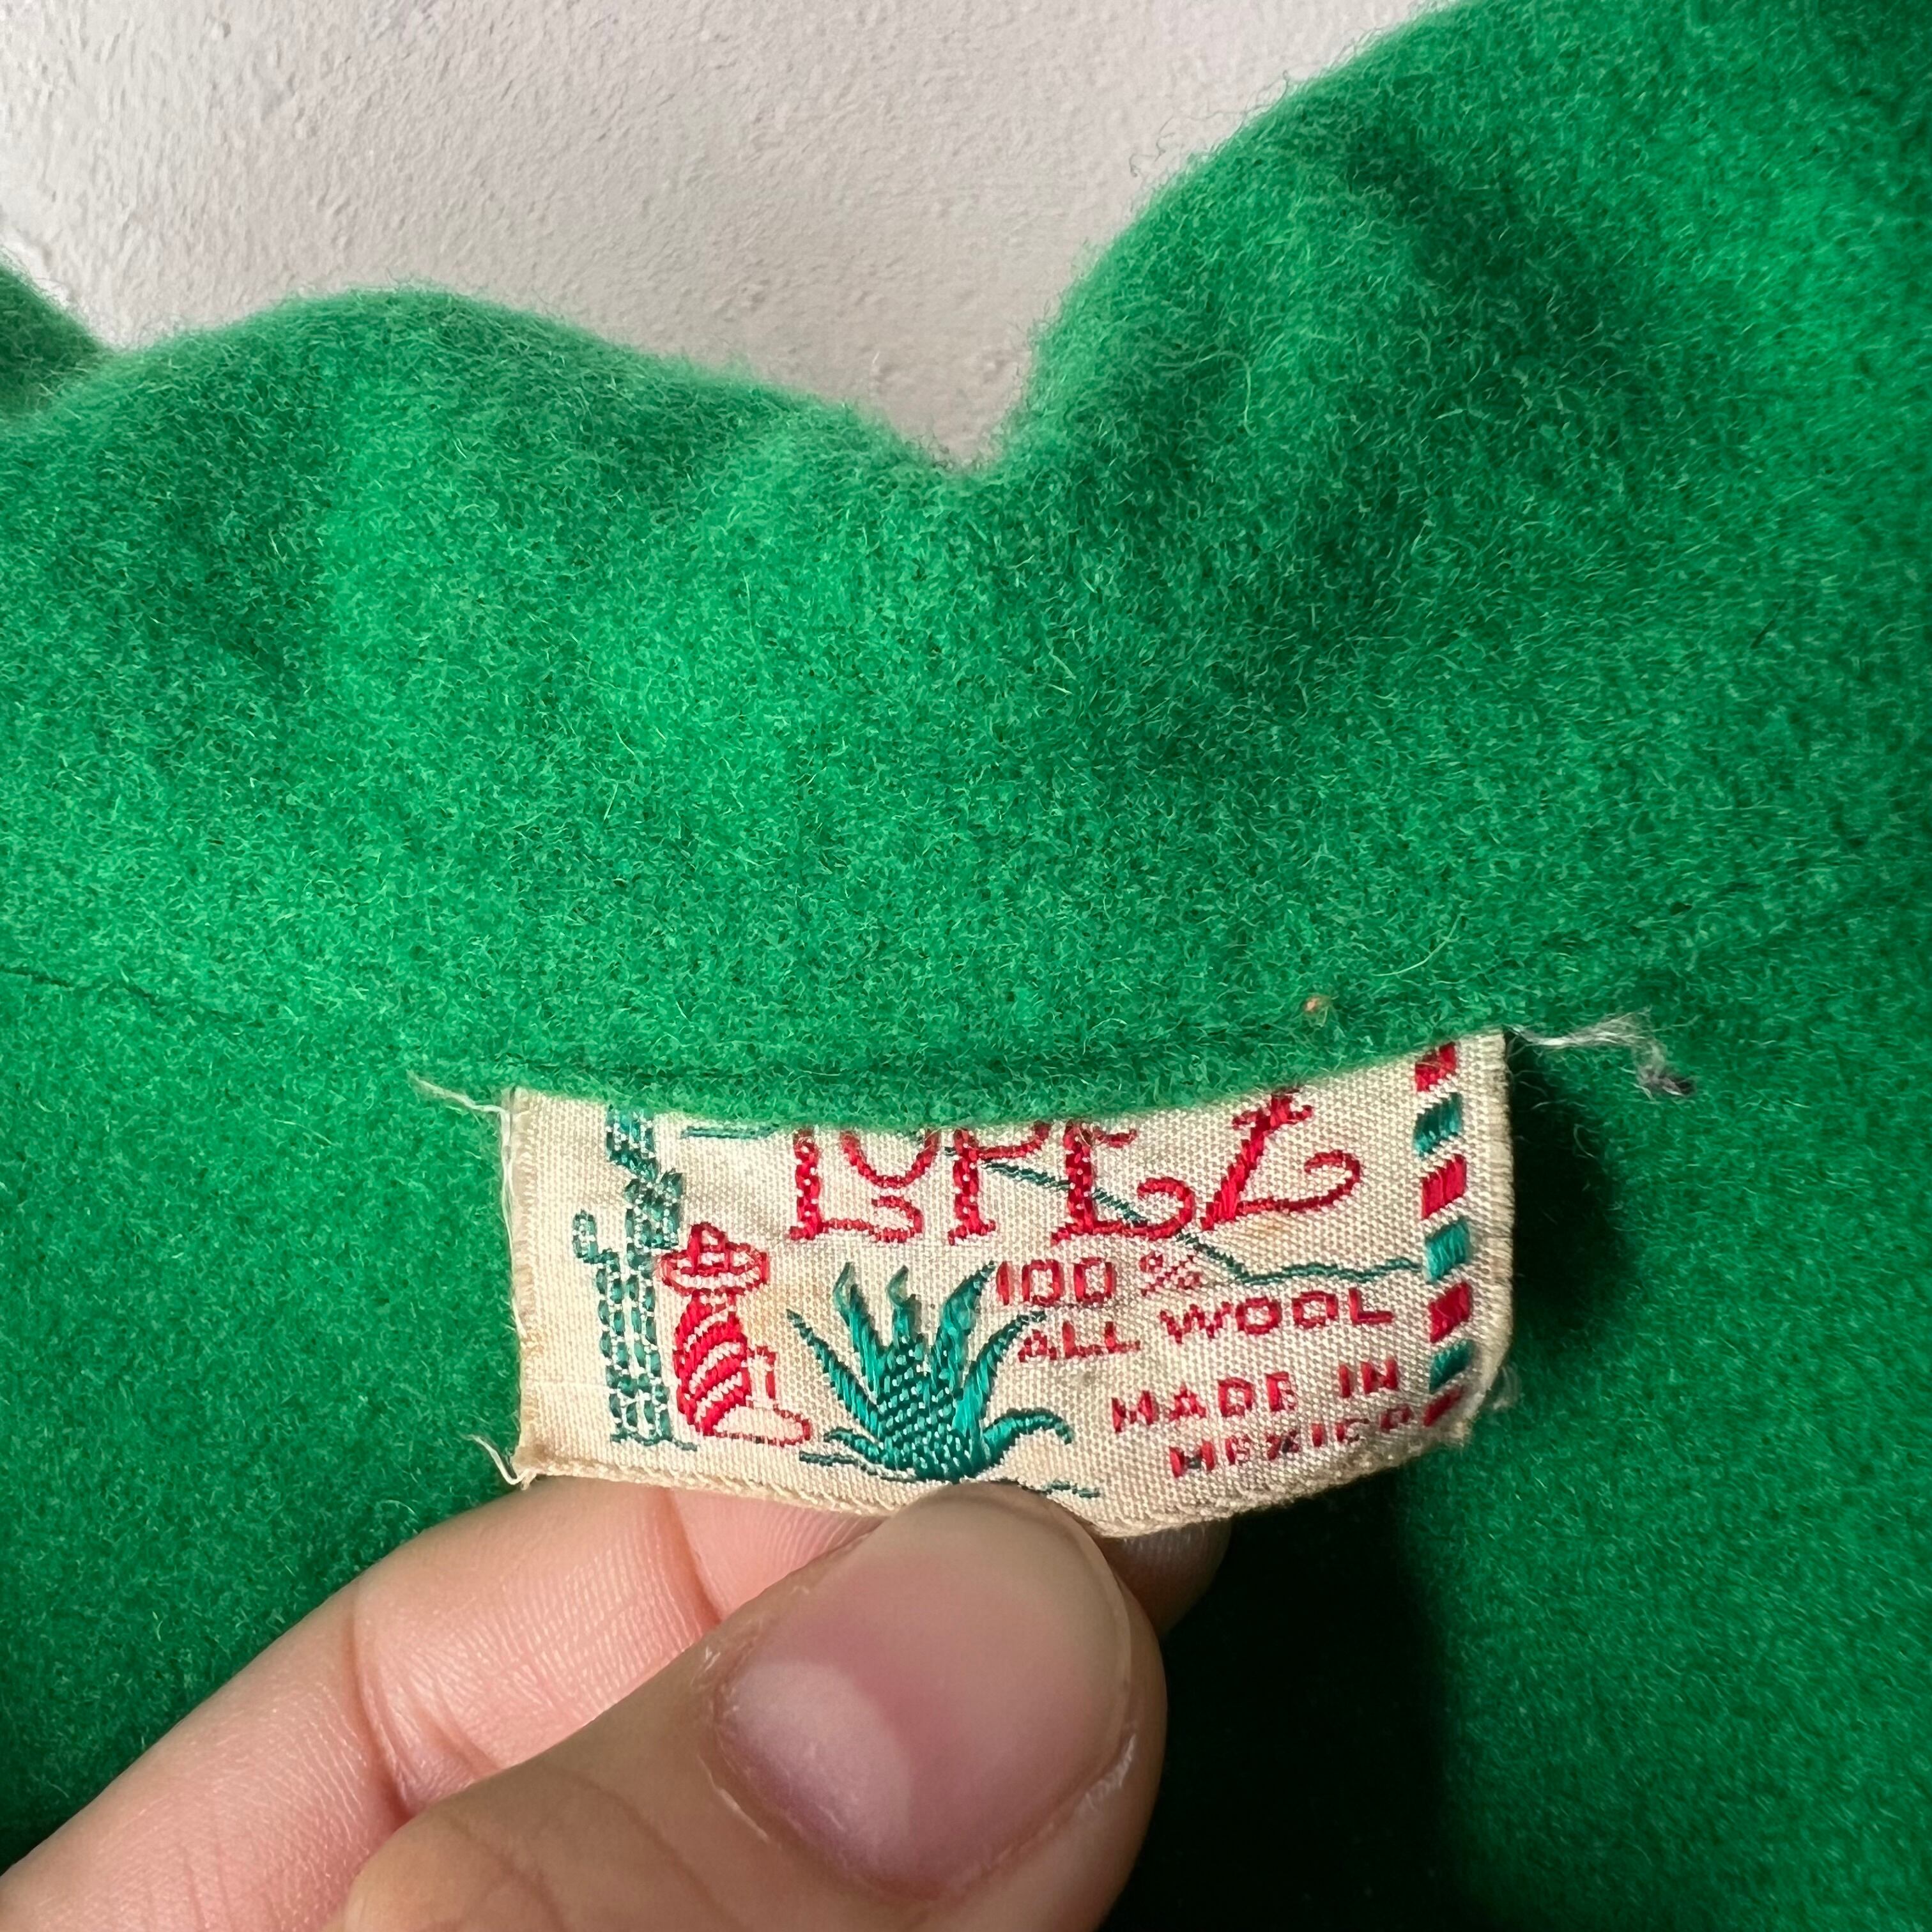 LOPEZ
100 %
ALL WOOL
MADE IN
MEXICO